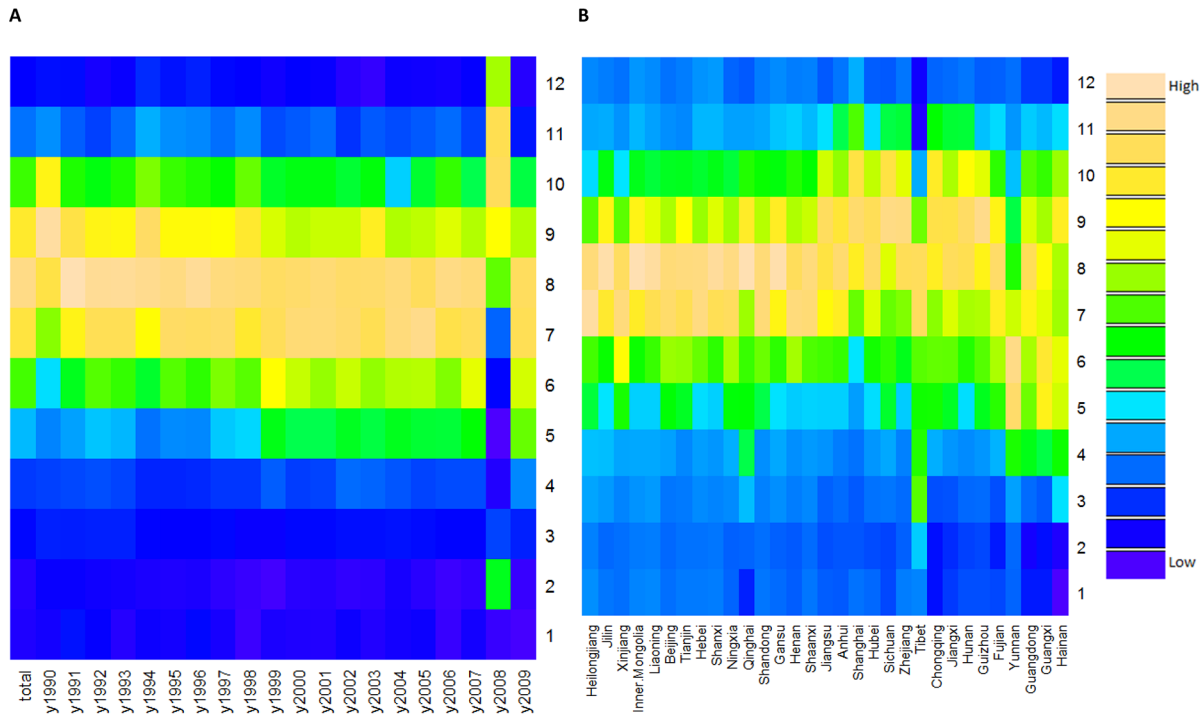 A
B
12
11
10
9
8
7
6
5
4
3
2
1
total
y1990
y1991
y1992
y1993
y1994
y1995
y1996
y1997
y1998
y1999
y2000
y2001
y2002
y2003
y2004
y2005
y2006
y2007
y2008
y2009
12
11
10
9
8
7
6
5
4
3
2
1
Heilongjiang
Jilin
Xinjiang
Inner.Mongolia
Liaoning
Beijing
Tianjin
Hebei
Shanxi
Ningxia
Qinghai
Shandong
Gansu
Henan
Shaanxi
Jiangsu
Anhui
Shanghai
Hubei
Sichuan
Zhejiang
Tibet
Chongqing
Jiangxi
Hunan
Guizhou
Fujian
Yunnan
Guangdong
Guangxi
Hainan
High
Low